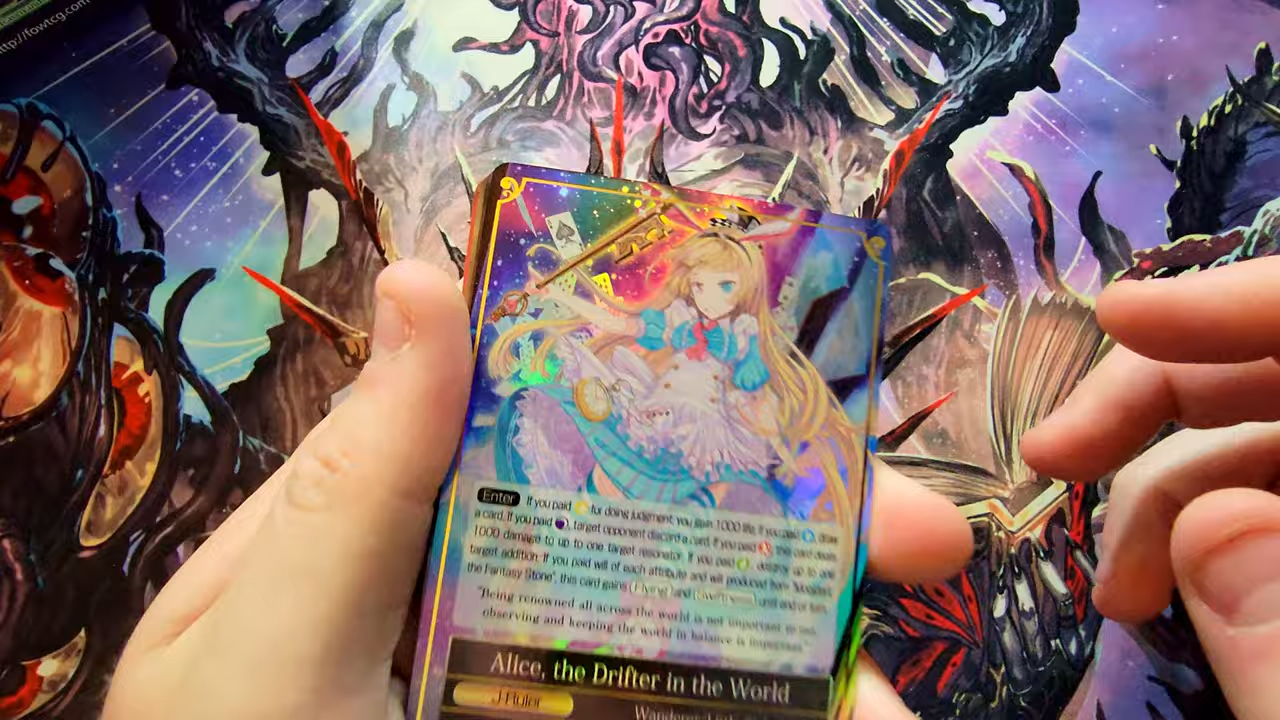 http://fowtcg.com
Enter If you paid for doing judgment, you gain 1000 life. If you paid , draw
a card. If you paid , target opponent discard a card. If you paid , this card deals
1000 damage to up to one target resonator. If you paid , destroy up to one
target addition. If you paid will of each attribute and will produced from
the Fantasy Stone", this card gains [Flying] and until end of turn.
"Being renowned all across the world is not important to me,
observing and keeping the world in balance is important."
Alice, the Drifter in the World
J-Ruler